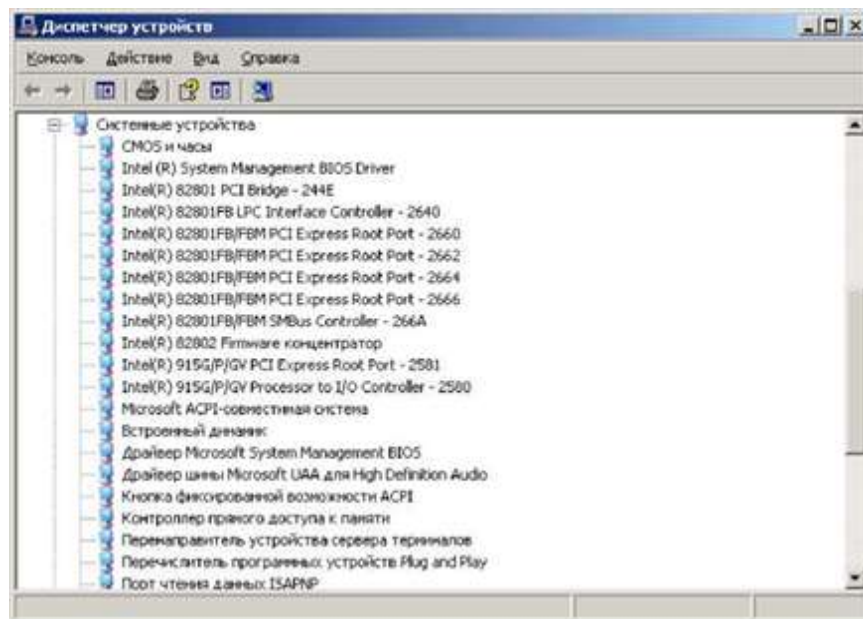 Диспетчер устройств
Консоль Действие Вид Справка
Системные устройства
CMOS и часы
Intel (R) System Management BIOS Driver
Intel(R) 82801 PCI Bridge - 244E
Intel(R) 82801FB LPC Interface Controller - 2640
Intel(R) 82801FB/FBM PCI Express Root Port - 2660
Intel(R) 82801FB/FBM PCI Express Root Port - 2662
Intel(R) 82801FB/FBM PCI Express Root Port - 2664
Intel(R) 82801FB/FBM PCI Express Root Port - 2666
Intel(R) 82801FB/FBM SMBus Controller - 266A
Intel(R) 82802 Firmware концентратор
Intel(R) 915G/P/GV PCI Express Root Port - 2581
Intel(R) 915G/P/GV Processor to I/O Controller - 2580
Microsoft ACPI-совместимая система
Встроенный динамик
Драйвер Microsoft System Management BIOS
Драйвер шины Microsoft UAA для High Definition Audio
Кнопка фиксированной возможности ACPI
Контроллер прямого доступа к памяти
Перенаправитель устройства сервера терминалов
Перечислитель программных устройств Plug and Play
Порт чтения данных ISAPNP